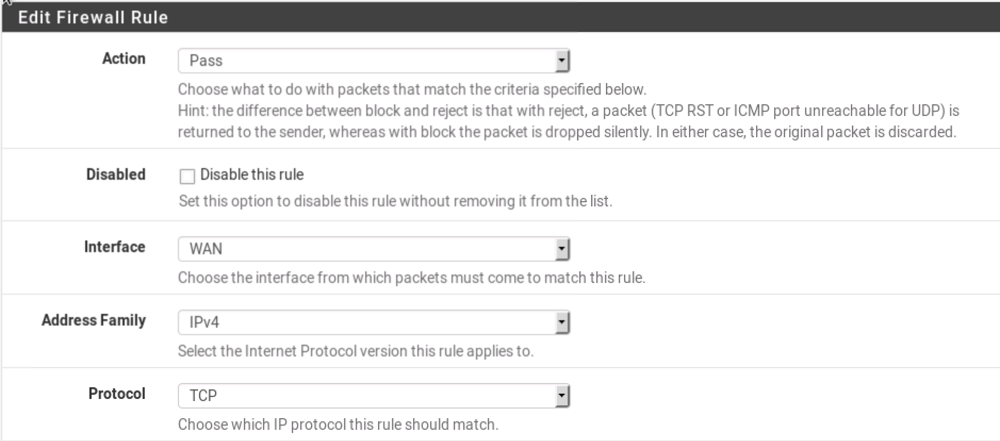 Edit Firewall Rule
Action
Pass
Choose what to do with packets that match the criteria specified below.
Hint: the difference between block and reject is that with reject, a packet (TCP RST or ICMP port unreachable for UDP) is
returned to the sender, whereas with block the packet is dropped silently. In either case, the original packet is discarded.
Disabled
Disable this rule
Set this option to disable this rule without removing it from the list.
Interface
WAN
Choose the interface from which packets must come to match this rule.
Address Family
IPv4
Select the Internet Protocol version this rule applies to.
Protocol
TCP
Choose which IP protocol this rule should match.